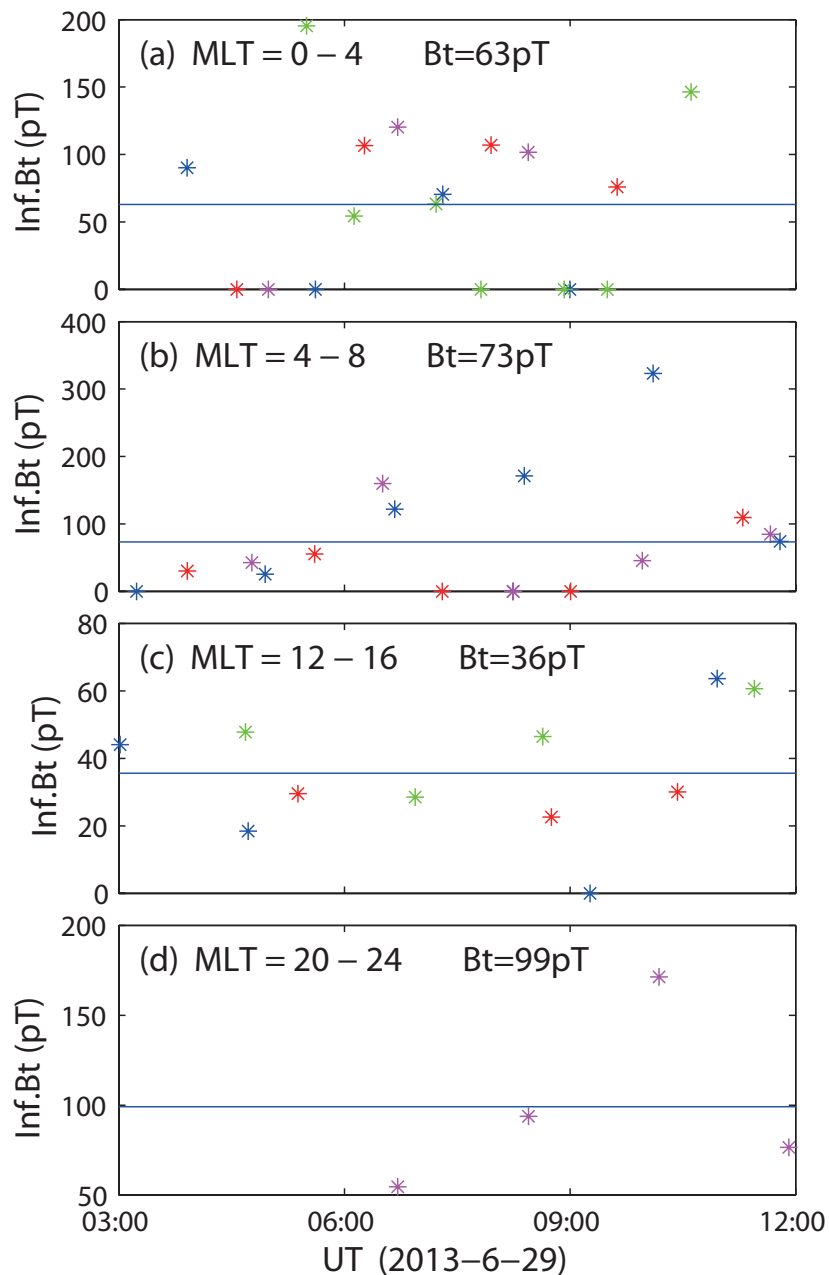 (a) MLT = 0 – 4 Bt=63pT
200
150
100
50
0
Inf.Bt (pT)
(b) MLT = 4 – 8 Bt=73pT
400
300
200
100
0
Inf.Bt (pT)
(c) MLT = 12 – 16 Bt=36pT
80
60
40
20
0
Inf.Bt (pT)
(d) MLT = 20 – 24 Bt=99pT
200
150
100
50
Inf.Bt (pT)
03:00 06:00 09:00 12:00
UT (2013–6–29)